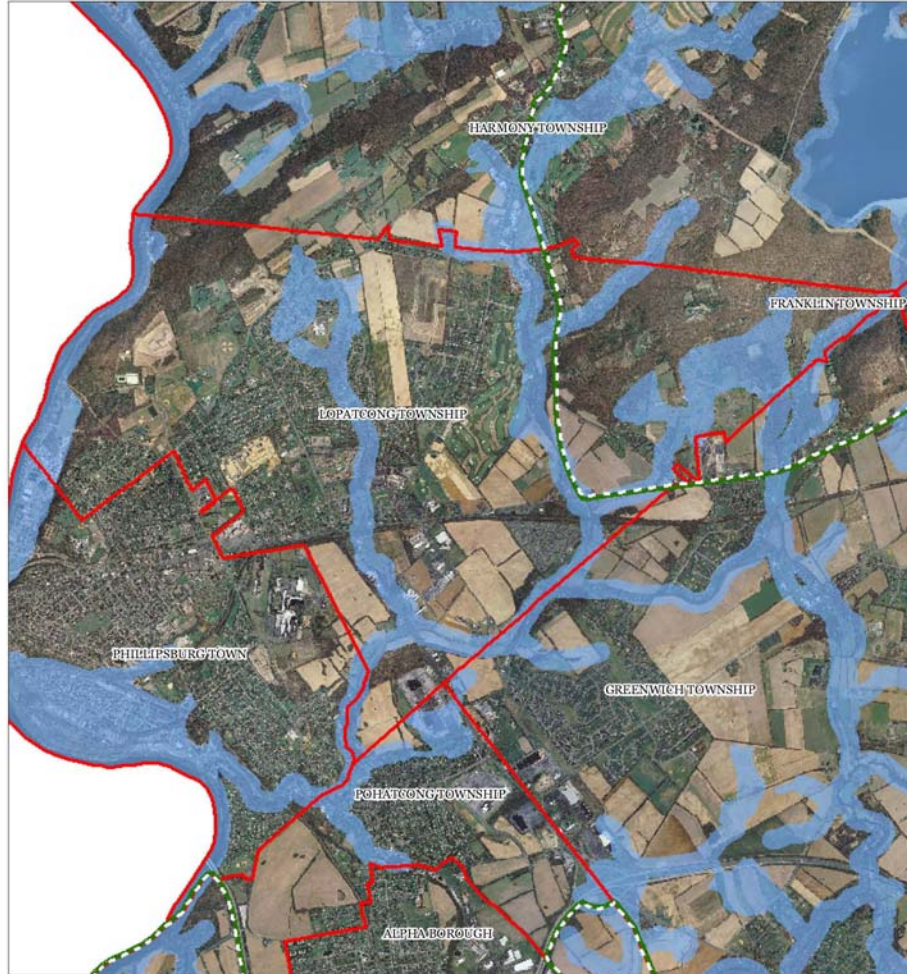 HARMONY TOWNSHIP
FRANKLIN TOWNSHIP
LOPATCONG TOWNSHIP
PHILLIPSBURG TOWN
GREENWICH TOWNSHIP
POHATCONG TOWNSHIP
ALPHA BOROUGH